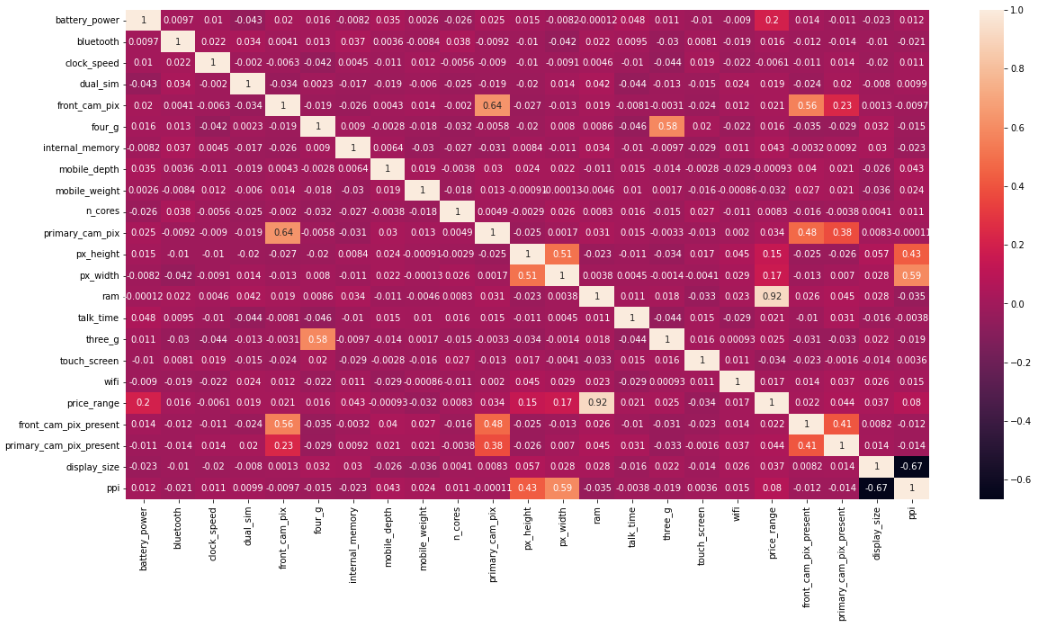 battery_power 1 0.0097 0.01 -0.043 0.02 0.016 -0.0082 0.035 0.0026 -0.026 0.025 0.015 -0.0082 -0.00012 0.048 0.011 -0.01 -0.009 0.2 0.014 -0.011 -0.023 0.012 1.0
bluetooth 0.0097 1 0.022 0.034 0.0041 0.013 0.037 0.0036 -0.0084 0.038 -0.0092 -0.01 -0.042 0.022 0.0095 -0.03 0.0081 -0.019 0.016 -0.012 -0.014 -0.01 -0.021
clock_speed 0.01 0.022 1 -0.002 -0.0063 -0.042 0.0045 -0.011 0.012 -0.0056 -0.009 -0.01 -0.0091 0.0046 -0.01 -0.044 0.019 -0.022 -0.0061 -0.011 0.014 -0.02 0.011
dual_sim -0.043 0.034 -0.002 1 -0.034 0.0023 -0.017 -0.019 -0.006 -0.025 -0.019 -0.02 0.014 0.042 -0.044 -0.013 -0.015 0.024 0.019 -0.024 0.02 -0.008 0.0099 0.8
front_cam_pix 0.02 0.0041 -0.0063 -0.034 1 -0.019 -0.026 0.0043 0.014 -0.002 0.64 -0.027 -0.013 0.019 -0.0081 -0.0031 -0.024 0.012 0.021 0.56 0.23 0.0013 -0.0097
four_g 0.016 0.013 -0.042 0.0023 -0.019 1 0.009 -0.0028 -0.018 -0.032 -0.0058 -0.02 0.008 0.0086 -0.046 0.58 0.02 -0.022 0.016 -0.035 -0.029 0.032 -0.015 0.6
internal_memory -0.0082 0.037 0.0045 -0.017 -0.026 0.009 1 0.0064 -0.03 -0.027 -0.031 0.0084 -0.011 0.034 -0.01 -0.0097 -0.029 0.011 0.043 -0.0032 0.0092 0.03 -0.023
mobile_depth 0.035 0.0036 -0.011 -0.019 0.0043 -0.0028 0.0064 1 0.019 -0.0038 0.03 0.024 0.022 -0.011 0.015 -0.014 -0.0028 -0.029 -0.00093 0.04 0.021 -0.026 0.043
mobile_weight 0.0026 -0.0084 0.012 -0.006 0.014 -0.018 -0.03 0.019 1 -0.018 0.013 -0.00091 -0.00013 -0.0046 0.01 0.0017 -0.016 -0.00086 -0.032 0.027 0.021 -0.036 0.024 0.4
n_cores -0.026 0.038 -0.0056 -0.025 -0.002 -0.032 -0.027 -0.0038 -0.018 1 0.0049 -0.0029 0.026 0.0083 0.016 -0.015 0.027 -0.011 0.0083 -0.016 -0.0038 0.0041 0.011
primary_cam_pix 0.025 -0.0092 -0.009 -0.019 0.64 -0.0058 -0.031 0.03 0.013 0.0049 1 -0.025 0.0017 0.031 0.015 -0.0033 -0.013 0.002 0.034 0.48 0.38 0.0083 -0.00011 0.2
px_height 0.015 -0.01 -0.01 -0.02 -0.027 -0.02 0.0084 0.024 -0.00091 -0.0029 -0.025 1 0.51 -0.023 -0.011 -0.034 0.017 0.045 0.15 -0.025 -0.026 0.057 0.43
px_width -0.0082 -0.042 -0.0091 0.014 -0.013 0.008 -0.011 0.022 -0.00013 0.026 0.0017 0.51 1 0.0038 0.0045 -0.0014 -0.0041 0.029 0.17 -0.013 0.007 0.028 0.59
ram -0.00012 0.022 0.0046 0.042 0.019 0.0086 0.034 -0.011 -0.0046 0.0083 0.031 -0.023 0.0038 1 0.011 0.018 -0.033 0.023 0.92 0.026 0.045 0.028 -0.035 0.0
talk_time 0.048 0.0095 -0.01 -0.044 -0.0081 -0.046 -0.01 0.015 0.01 0.016 0.015 -0.011 0.0045 0.011 1 -0.044 0.015 -0.029 0.021 -0.01 0.031 -0.016 -0.0038
three_g 0.011 -0.03 -0.044 -0.013 -0.0031 0.58 -0.0097 -0.014 0.0017 -0.015 -0.0033 -0.034 -0.0014 0.018 -0.044 1 0.016 0.00093 0.025 -0.031 -0.033 0.022 -0.019
touch_screen -0.01 0.0081 0.019 -0.015 -0.024 0.02 -0.029 -0.0028 -0.016 0.027 -0.013 0.017 -0.0041 -0.033 0.015 0.016 1 0.011 -0.034 -0.023 -0.0016 -0.014 0.0036 −0.2
wifi -0.009 -0.019 -0.022 0.024 0.012 -0.022 0.011 -0.029 -0.00086 -0.011 0.002 0.045 0.029 0.023 -0.029 0.00093 0.011 1 0.017 0.014 0.037 0.026 0.015
price_range 0.2 0.016 -0.0061 0.019 0.021 0.016 0.043 -0.00093 -0.032 0.0083 0.034 0.15 0.17 0.92 0.021 0.025 -0.034 0.017 1 0.022 0.044 0.037 0.08 −0.4
front_cam_pix_present 0.014 -0.012 -0.011 -0.024 0.56 -0.035 -0.0032 0.04 0.027 -0.016 0.48 -0.025 -0.013 0.026 -0.01 -0.031 -0.023 0.014 0.022 1 0.41 0.0082 -0.012
primary_cam_pix_present -0.011 -0.014 0.014 0.02 0.23 -0.029 0.0092 0.021 0.021 -0.0038 0.38 -0.026 0.007 0.045 0.031 -0.033 -0.0016 0.037 0.044 0.41 1 0.014 -0.014
display_size -0.023 -0.01 -0.02 -0.008 0.0013 0.032 0.03 -0.026 -0.036 0.0041 0.0083 0.057 0.028 0.028 -0.016 0.022 -0.014 0.026 0.037 0.0082 0.014 1 -0.67
ppi 0.012 -0.021 0.011 0.0099 -0.0097 -0.015 -0.023 0.043 0.024 0.011 -0.00011 0.43 0.59 -0.035 -0.0038 -0.019 0.0036 0.015 0.08 -0.012 -0.014 -0.67 1 −0.6
battery_power
bluetooth
clock_speed
dual_sim
front_cam_pix
four_g
internal_memory
mobile_depth
mobile_weight
n_cores
primary_cam_pix
px_height
px_width
ram
talk_time
three_g
touch_screen
wifi
price_range
front_cam_pix_present
primary_cam_pix_present
display_size
ppi